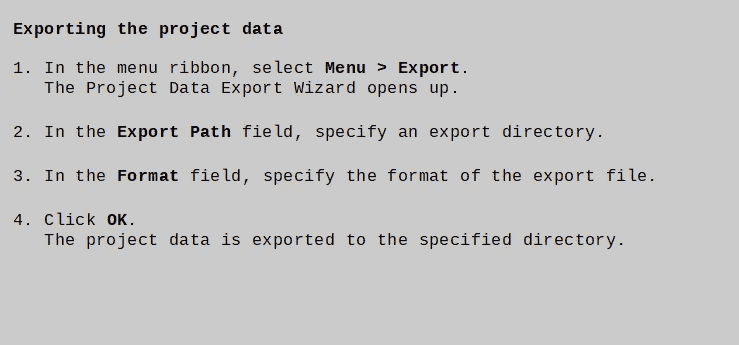 Exporting the project data
1. In the menu ribbon, select Menu > Export.
The Project Data Export Wizard opens up.
2. In the Export Path field, specify an export directory.
3. In the Format field, specify the format of the export file.
4. Click OK.
The project data is exported to the specified directory.